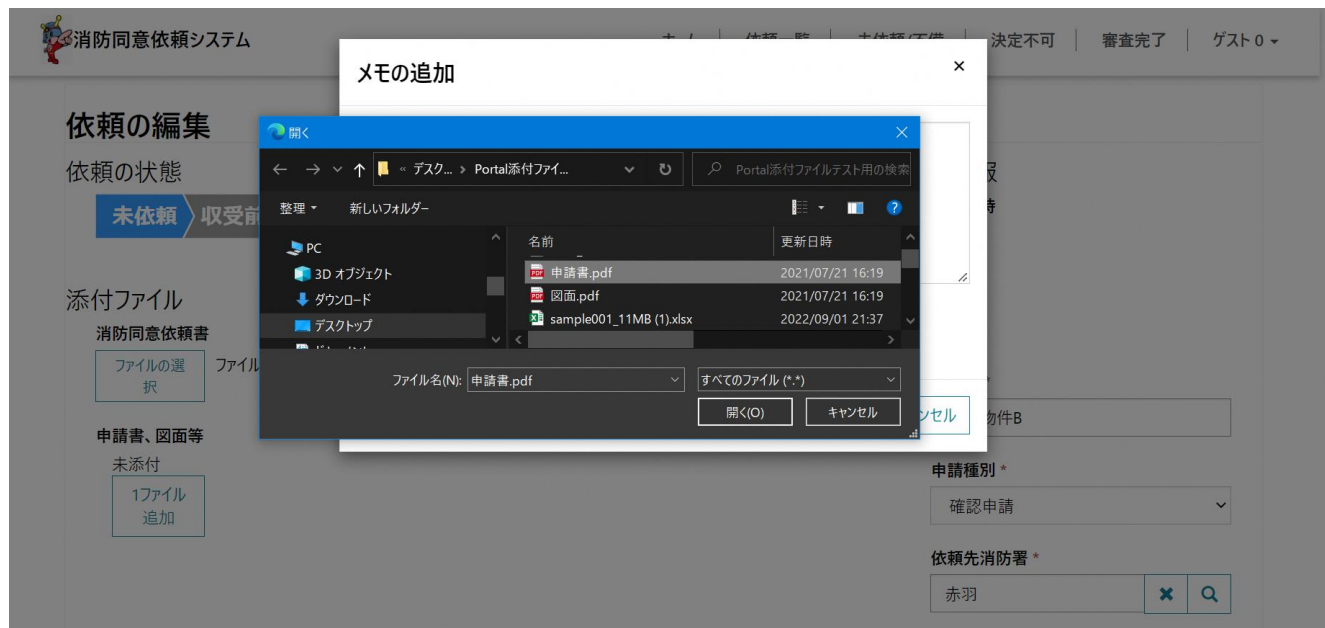 消防同意依頼システム
決定不可
審査完了
ゲスト 0
メモの追加
×
依頼の編集
依頼の状態
未依頼
収受前
開く
« デスク... › Portal添付ファイ...
Portal添付ファイルテスト用の検索
整理
新しいフォルダー
PC
3D オブジェクト
ダウンロード
デスクトップ
名前
更新日時
申請書.pdf
2021/07/21 16:19
図面.pdf
2021/07/21 16:19
sample001_11MB (1).xlsx
2022/09/01 21:37
ファイル名(N):
申請書.pdf
すべてのファイル (*.*)
開く(O)
キャンセル
添付ファイル
消防同意依頼書
ファイルの選
択
ファイル
申請書、図面等
未添付
1ファイル
追加
ンセル
物件B
申請種別 *
確認申請
依頼先消防署 *
赤羽